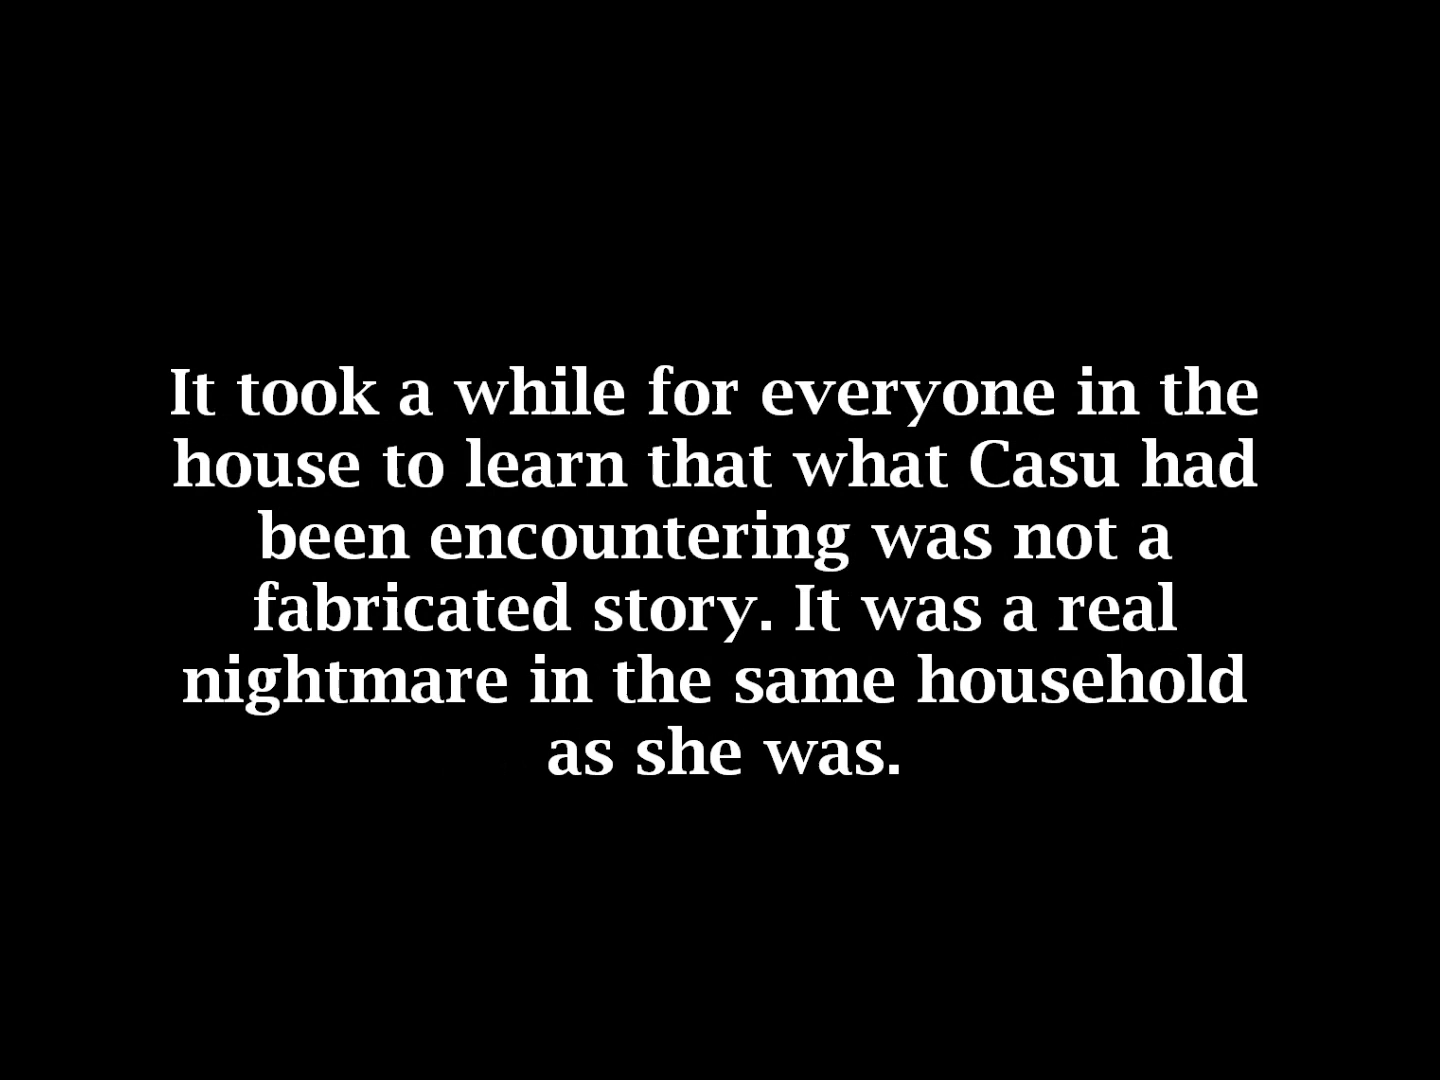 It took a while for everyone in the
house to learn that what Casu had
been encountering was not a
fabricated story. It was a real
nightmare in the same household
as she was.